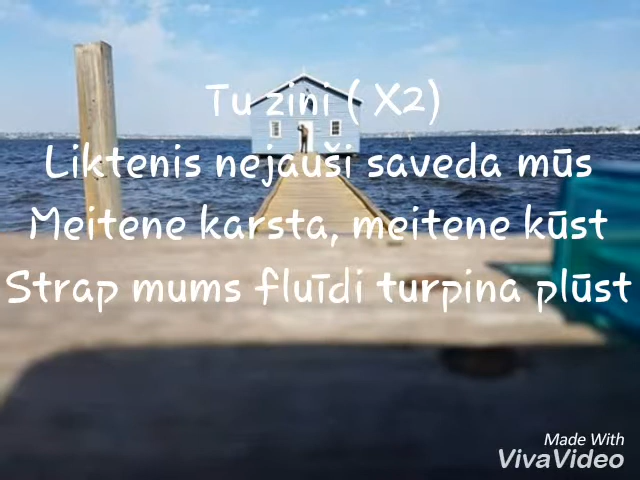 Tu zini ( X2)
Liktenis nejauši saveda mūs
Meitene karsta, meitene kūst
Strap mums fluīdi turpina plūst
Made With
VivaVideo